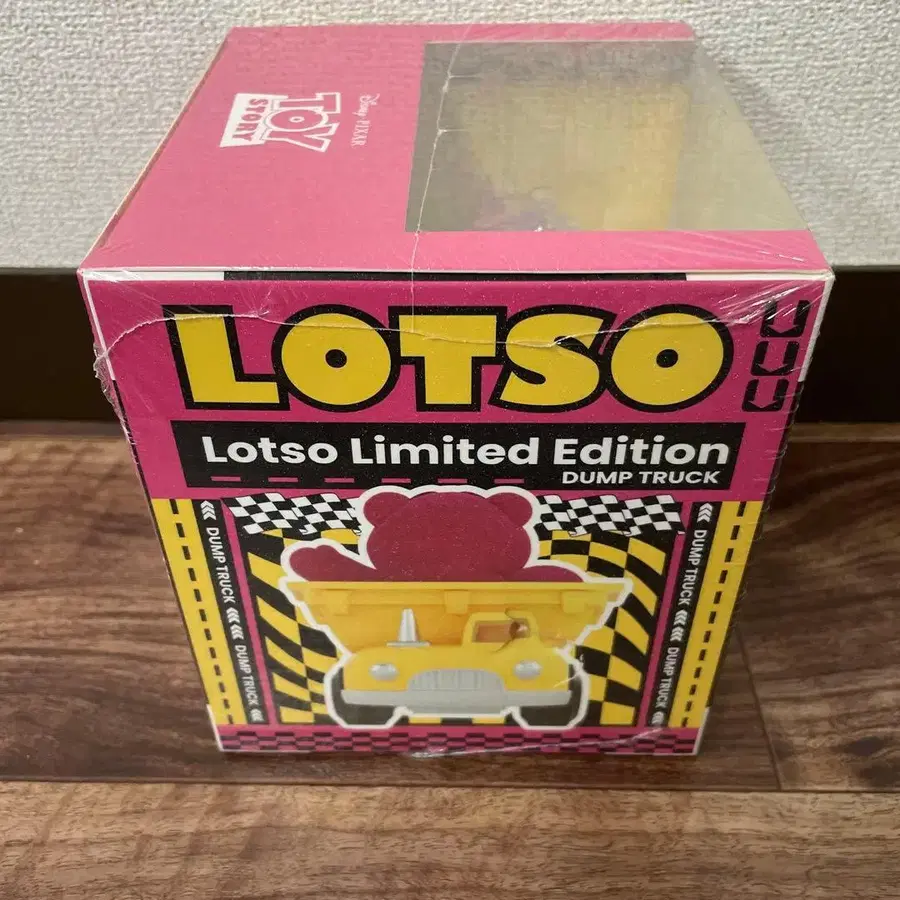 Disney PIXAR
TOY
STORY
LOTSO
Lotso Limited Edition
DUMP TRUCK
DUMP TRUCK
DUMP TRUCK
DUMP TRUCK
DUMP TRUCK